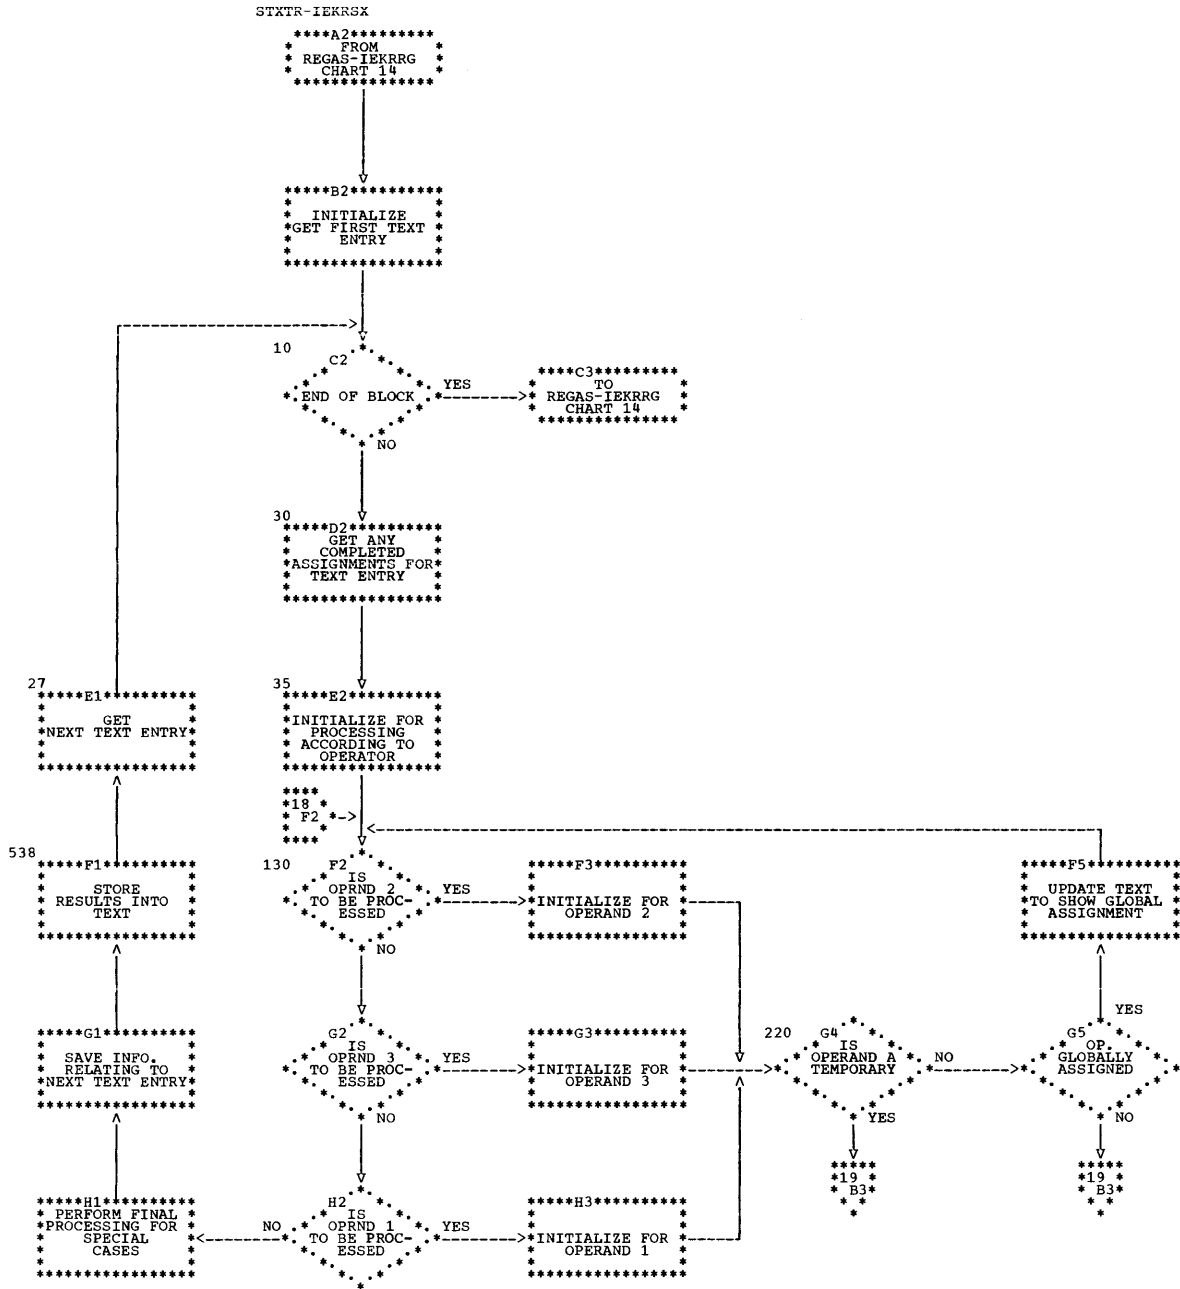 STXTR-IEKRSX
A2
FROM
REGAS-IEKRRG
CHART 14
B2
INITIALIZE
GET FIRST TEXT
ENTRY
10
C2
END OF BLOCK
YES
NO
C3
TO
REGAS-IEKRRG
CHART 14
30
D2
GET ANY
COMPLETED
ASSIGNMENTS FOR
TEXT ENTRY
27
E1
GET
NEXT TEXT ENTRY
35
E2
INITIALIZE FOR
PROCESSING
ACCORDING TO
OPERATOR
18
F2
538
F1
STORE
RESULTS INTO
TEXT
130
F2
IS
OPRND 2
TO BE PROC-
ESSED
YES
NO
F3
INITIALIZE FOR
OPERAND 2
F5
UPDATE TEXT
TO SHOW GLOBAL
ASSIGNMENT
G1
SAVE INFO.
RELATING TO
NEXT TEXT ENTRY
G2
IS
OPRND 3
TO BE PROC-
ESSED
YES
NO
G3
INITIALIZE FOR
OPERAND 3
220
G4
IS
OPERAND A
TEMPORARY
NO
YES
G5
OP.
GLOBALLY
ASSIGNED
YES
NO
19
B3
19
B3
H1
PERFORM FINAL
PROCESSING FOR
SPECIAL
CASES
NO
H2
IS
OPRND 1
TO BE PROC-
ESSED
YES
H3
INITIALIZE FOR
OPERAND 1